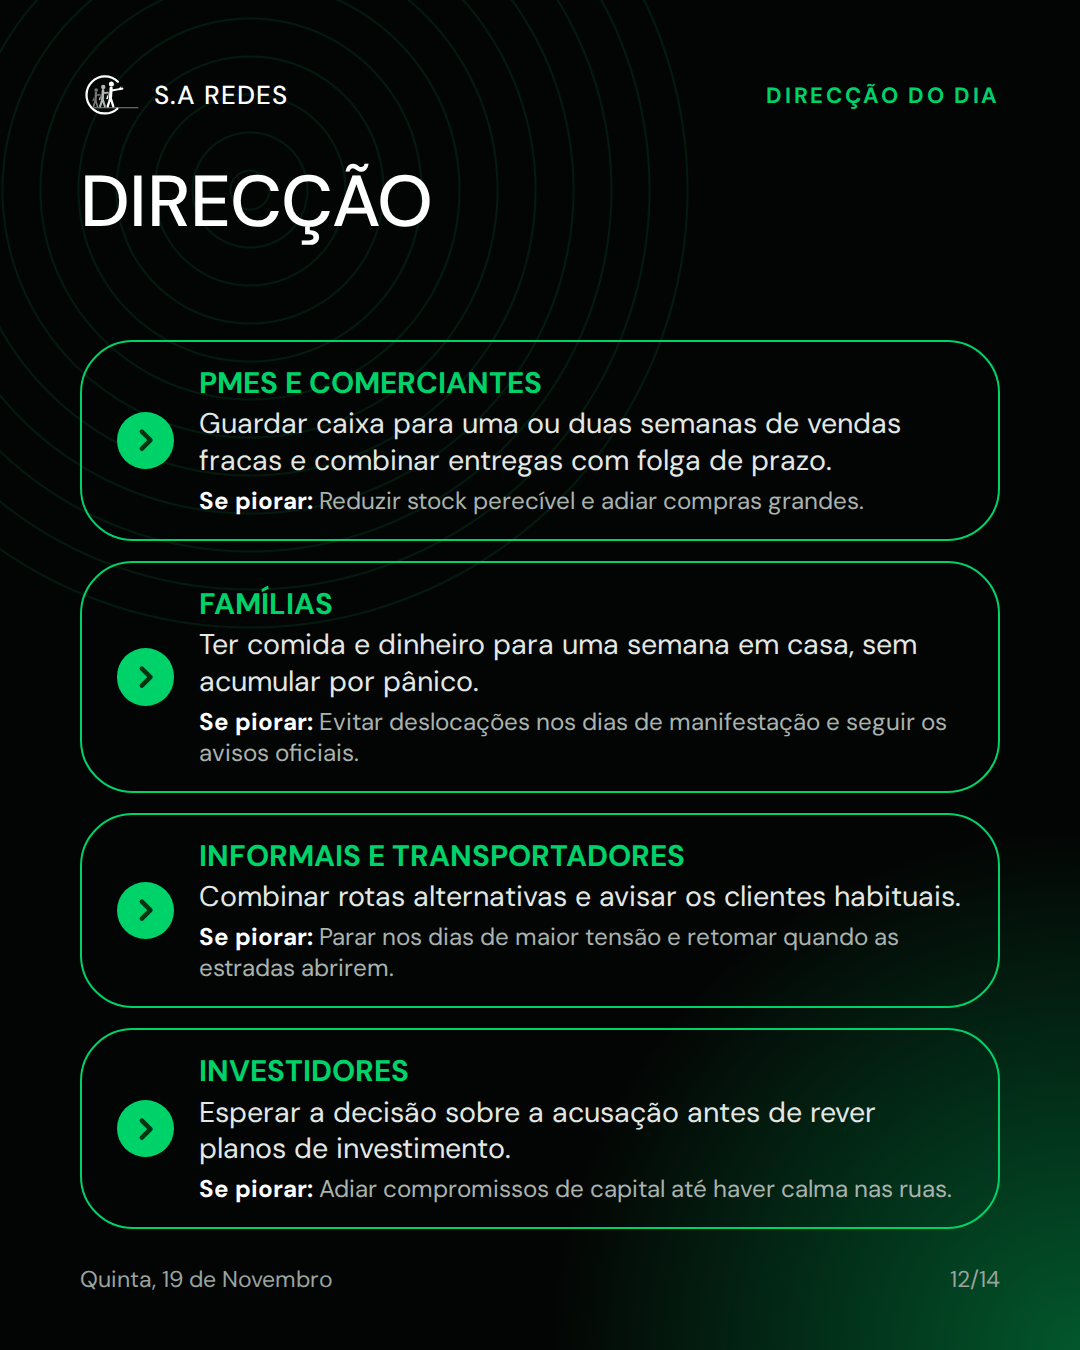 S.A REDES
DIRECÇÃO DO DIA
DIRECÇÃO
PMES E COMERCIANTES
Guardar caixa para uma ou duas semanas de vendas
fracas e combinar entregas com folga de prazo.
Se piorar: Reduzir stock perecível e adiar compras grandes.
FAMÍLIAS
Ter comida e dinheiro para uma semana em casa, sem
acumular por pânico.
Se piorar: Evitar deslocações nos dias de manifestação e seguir os
avisos oficiais.
INFORMAIS E TRANSPORTADORES
Combinar rotas alternativas e avisar os clientes habituais.
Se piorar: Parar nos dias de maior tensão e retomar quando as
estradas abrirem.
INVESTIDORES
Esperar a decisão sobre a acusação antes de rever
planos de investimento.
Se piorar: Adiar compromissos de capital até haver calma nas ruas.
Quinta, 19 de Novembro
12/14